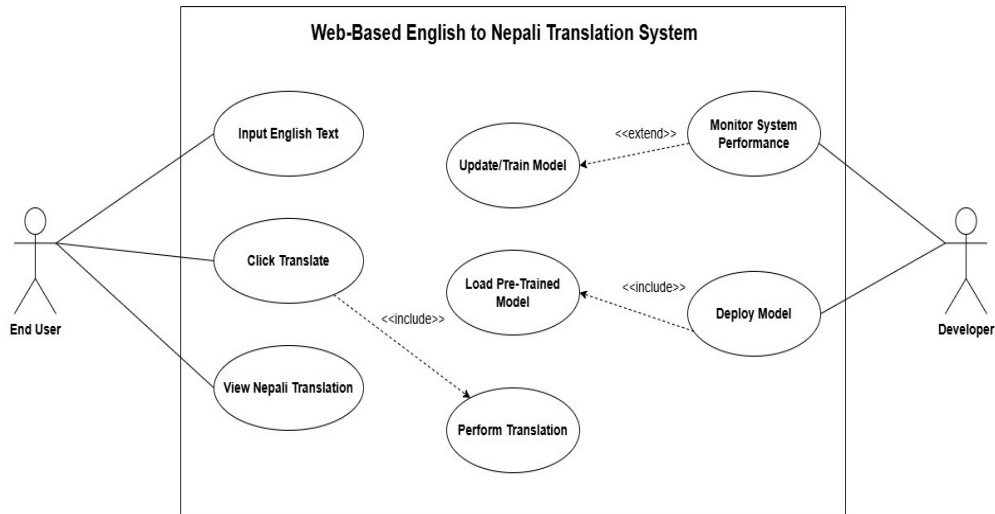 Web-Based English to Nepali Translation System
Input English Text
Monitor System
Performance
<<extend>>
Update/Train Model
Click Translate
Load Pre-Trained
Model
<<include>>
Deploy Model
<<include>>
End User
Developer
View Nepali Translation
Perform Translation